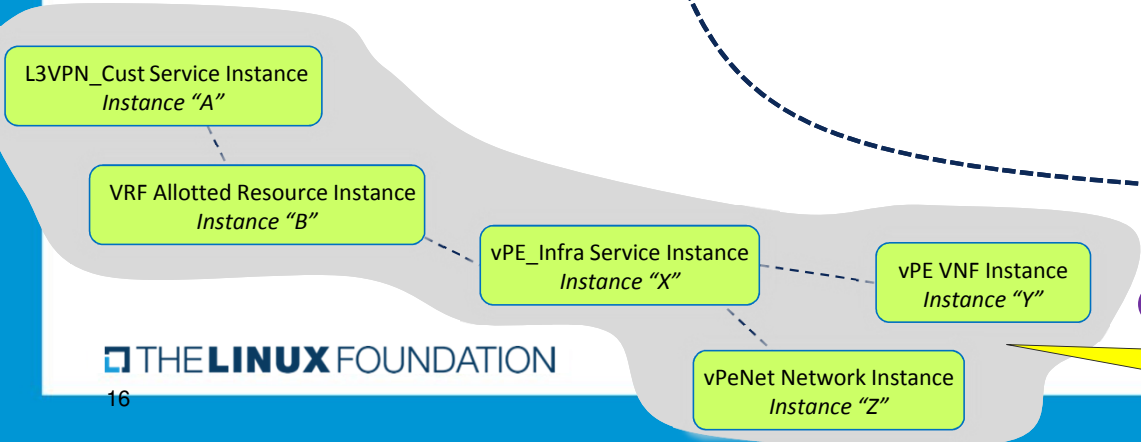 L3VPN_Cust Service Instance
Instance “A”
VRF Allotted Resource Instance
Instance “B”
vPE_Infra Service Instance
Instance “X”
vPE VNF Instance
Instance “Y”
THE LINUX FOUNDATION
vPeNet Network Instance
Instance “Z”
16